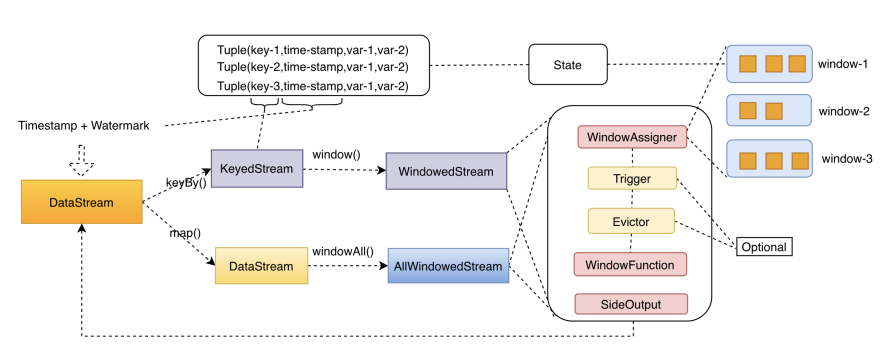 Tuple(key-1,time-stamp,var-1,var-2)
Tuple(key-2,time-stamp,var-1,var-2)
Tuple(key-3,time-stamp,var-1,var-2)
State
window-1
window-2
window-3
Timestamp + Watermark
DataStream
keyBy()
map()
KeyedStream
window()
WindowedStream
DataStream
windowAll()
AllWindowedStream
WindowAssigner
Trigger
Evictor
WindowFunction
SideOutput
Optional